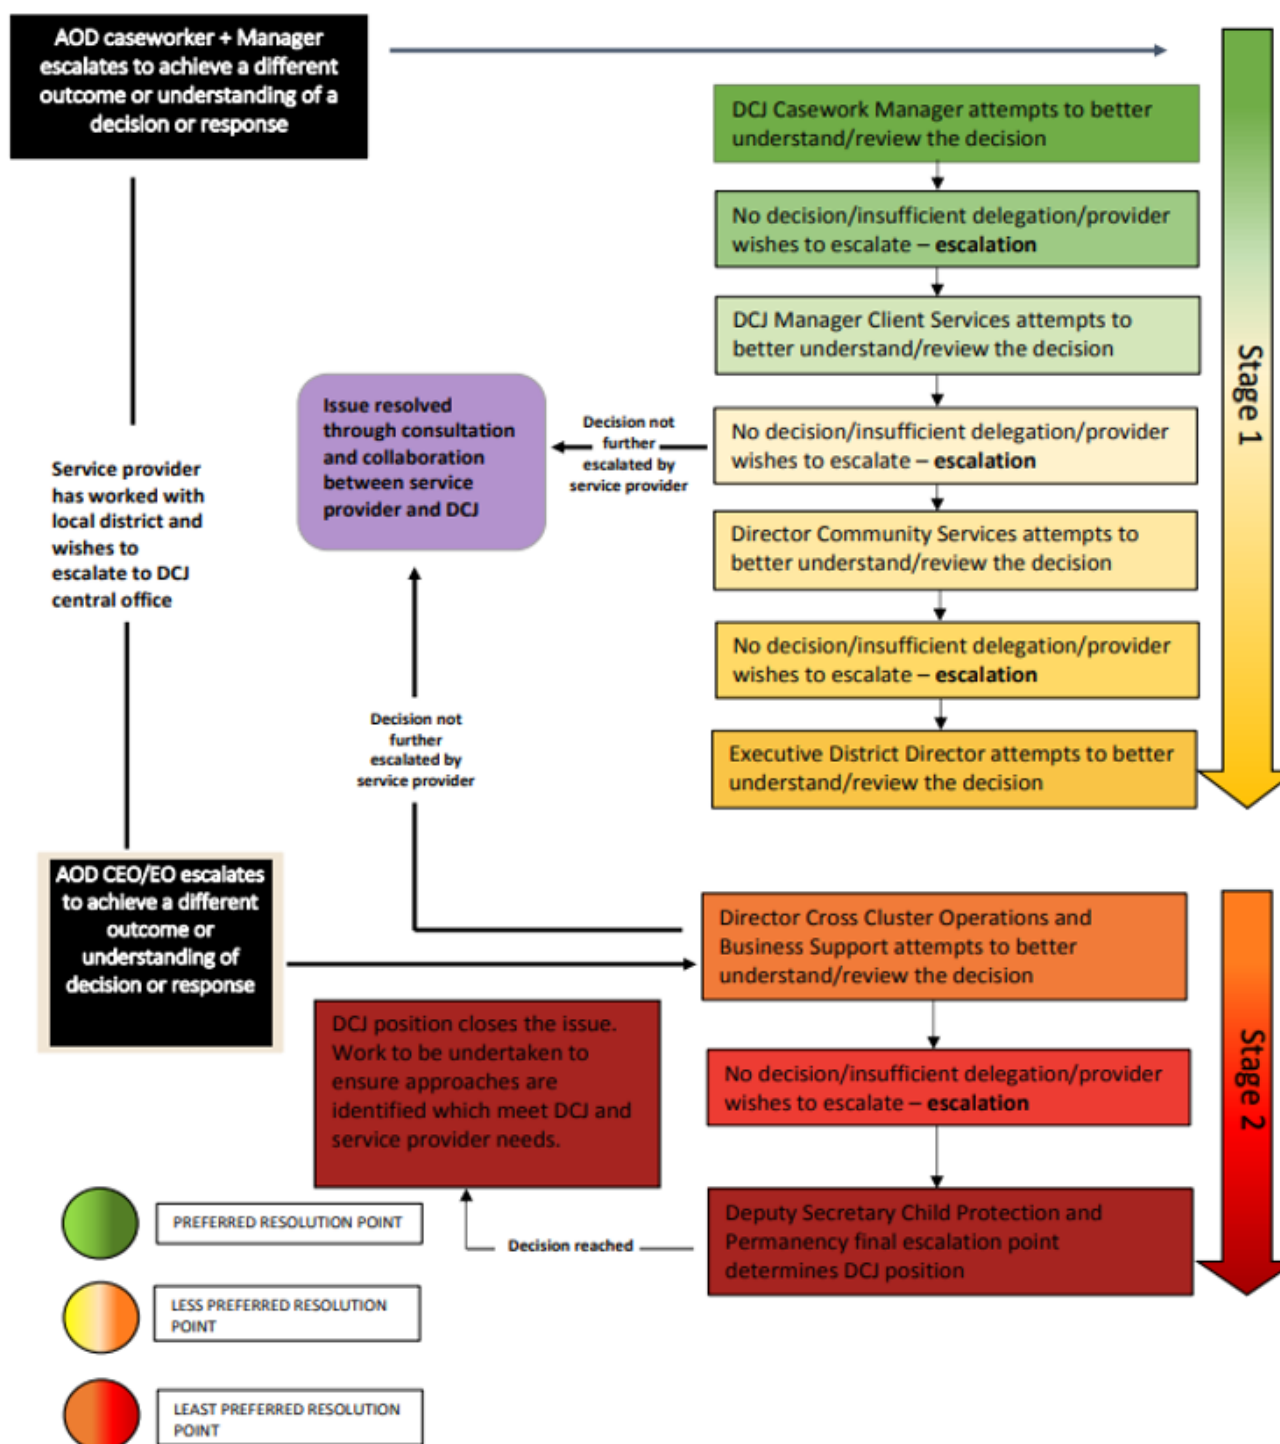 AOD caseworker + Manager
escalates to achieve a different
outcome or understanding of a
decision or response
DCJ Casework Manager attempts to better
understand/review the decision
No decision/insufficient delegation/provider
wishes to escalate – escalation
DCJ Manager Client Services attempts to
better understand/review the decision
No decision/insufficient delegation/provider
wishes to escalate – escalation
Director Community Services attempts to
better understand/review the decision
No decision/insufficient delegation/provider
wishes to escalate – escalation
Executive District Director attempts to better
understand/review the decision
Stage 1
Decision not
further
escalated by
service provider
Issue resolved
through consultation
and collaboration
between service
provider and DCJ
Service provider
has worked with
local district and
wishes to
escalate to DCJ
central office
Decision not
further
escalated by
service provider
AOD CEO/EO escalates
to achieve a different
outcome or
understanding of
decision or response
Director Cross Cluster Operations and
Business Support attempts to better
understand/review the decision
No decision/insufficient delegation/provider
wishes to escalate – escalation
Deputy Secretary Child Protection and
Permanency final escalation point
determines DCJ position
Stage 2
Decision reached
DCJ position closes the issue.
Work to be undertaken to
ensure approaches are
identified which meet DCJ and
service provider needs.
PREFERRED RESOLUTION POINT
LESS PREFERRED RESOLUTION
POINT
LEAST PREFERRED RESOLUTION
POINT